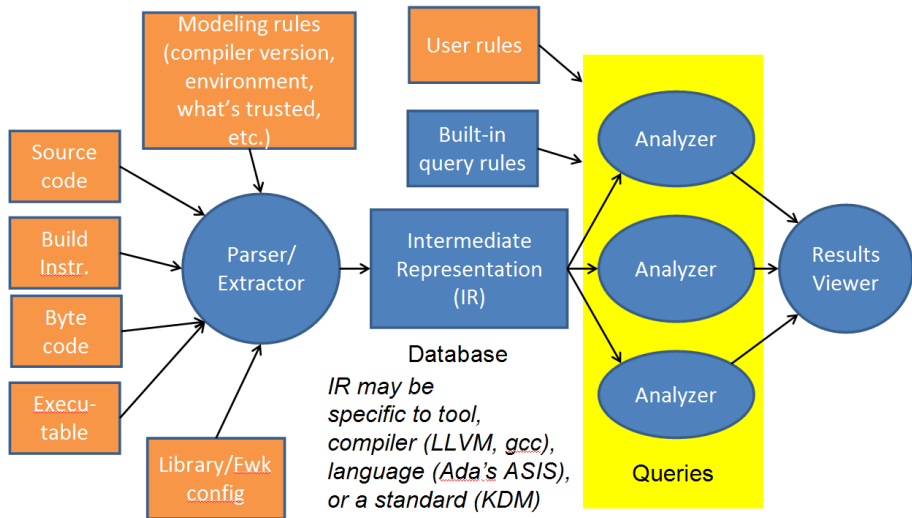 Modeling rules
(compiler version,
environment,
what's trusted,
etc.)
User rules
Built-in
query rules
Source
code
Build
Instr.
Byte
code
Execu-
table
Library/Fwk
config
Parser/
Extractor
Intermediate
Representation
(IR)
Database
IR may be
specific to tool,
compiler (LLVM, gcc),
language (Ada's ASIS),
or a standard (KDM)
Analyzer
Analyzer
Analyzer
Queries
Results
Viewer